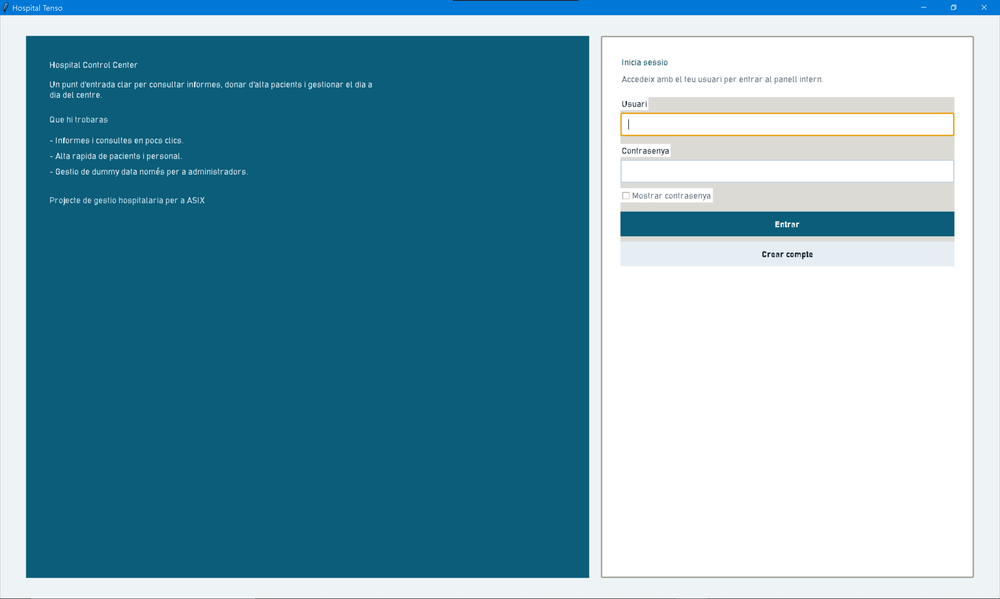 Hospital Tenso
Hospital Control Center
Un punt d'entrada clar per consultar informes, donar d'alta pacients i gestionar el dia a
dia del centre.
Que hi trobaras
- Informes i consultes en pocs clics.
- Alta rapida de pacients i personal.
- Gestio de dummy data només per a administradors.
Projecte de gestio hospitalaria per a ASIX
Inicia sessio
Accedeix amb el teu usuari per entrar al panell intern.
Usuari
Contrasenya
Mostrar contrasenya
Entrar
Crear compte